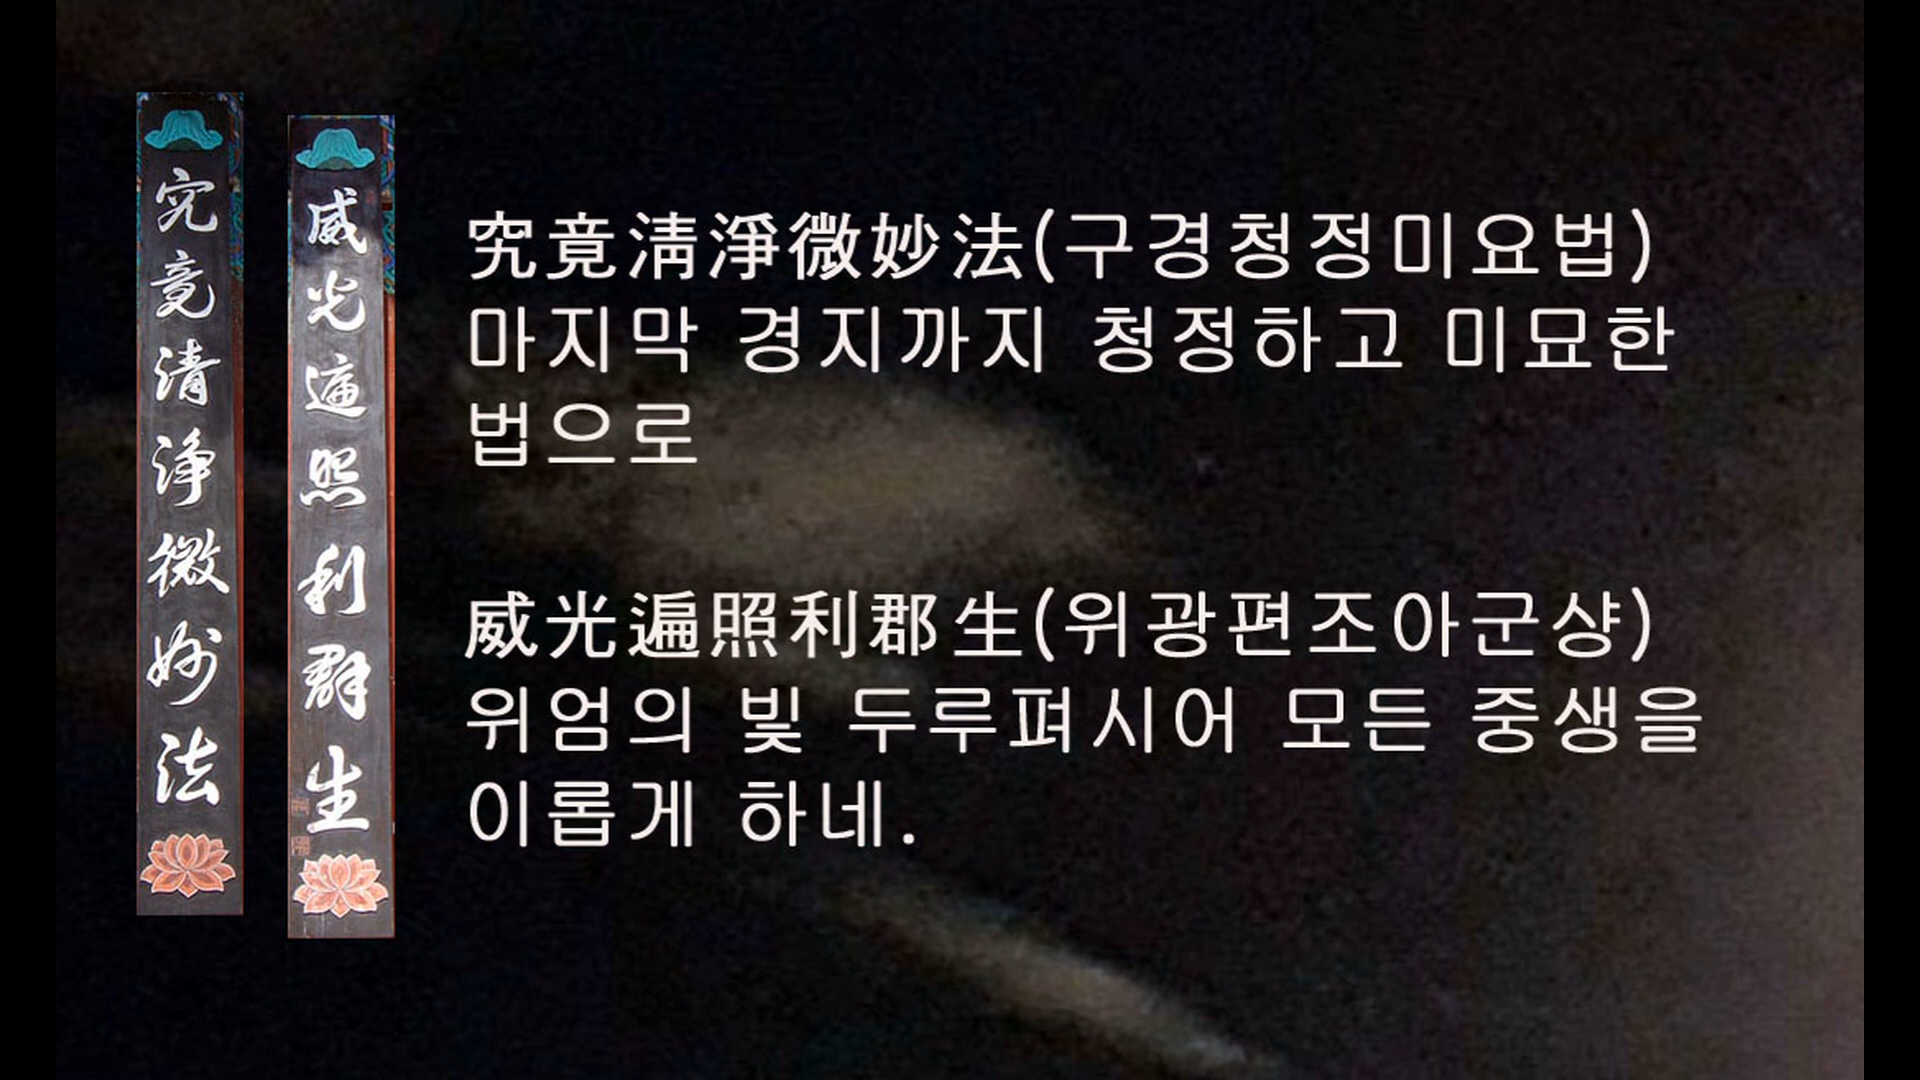 究竟清淨微妙法
威光遍照利群生
究竟淸淨微妙法(구경청정미요법)
마지막 경지까지 청정하고 미묘한
법으로
威光遍照利郡生(위광편조아군샹)
위엄의 빛 두루펴시어 모든 중생을
이롭게 하네.